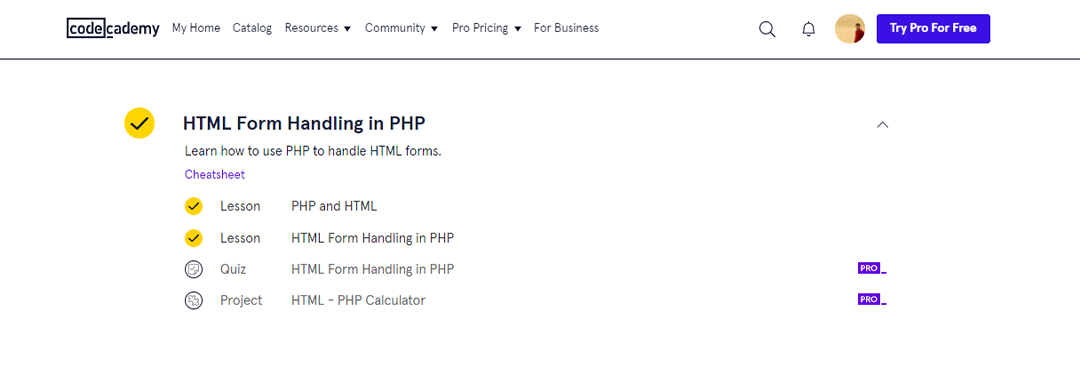 codecademy My Home Catalog Resources Community Pro Pricing For Business Try Pro For Free
HTML Form Handling in PHP
Learn how to use PHP to handle HTML forms.
Cheatsheet
Lesson PHP and HTML
Lesson HTML Form Handling in PHP
Quiz HTML Form Handling in PHP PRO
Project HTML - PHP Calculator PRO